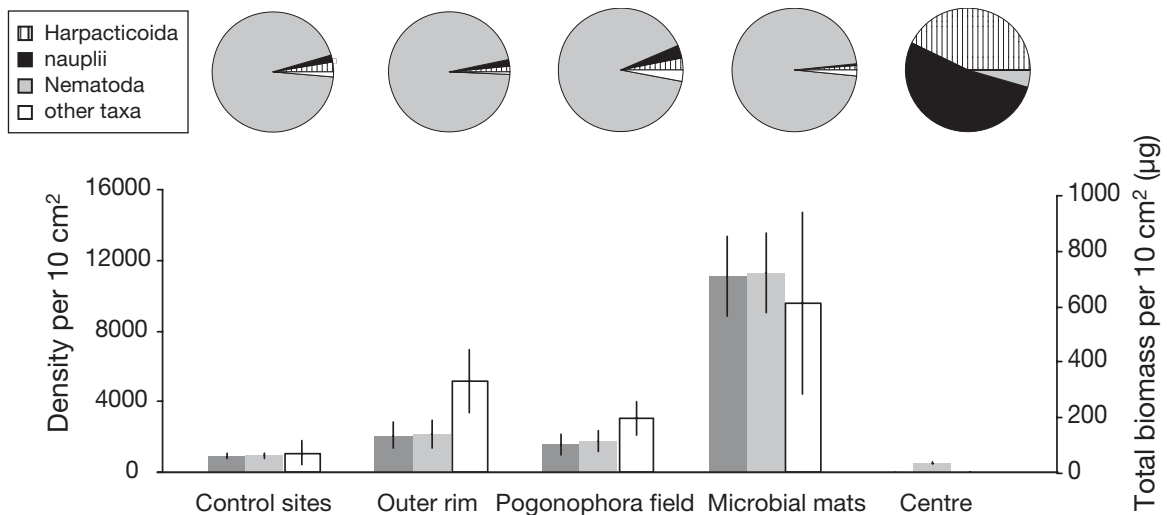 Harpacticoida
nauplii
Nematoda
other taxa
Density per 10 cm²
16000
12000
8000
4000
0
Total biomass per 10 cm² (µg)
1000
800
600
400
200
0
Control sites
Outer rim
Pogonophora field
Microbial mats
Centre